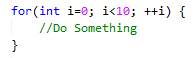 for(int i=0; i<10; ++i) {
    //Do Something
}